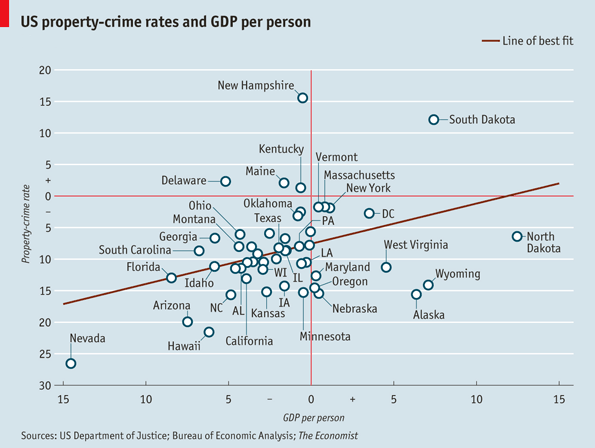 US property-crime rates and GDP per person
Line of best fit
20
15
10
5
+
0
–
5
10
15
20
25
30
Property-crime rate
New Hampshire
South Dakota
Kentucky
Vermont
Maine
Massachusetts
Delaware
New York
Ohio
Oklahoma
Texas
PA
DC
Montana
Georgia
West Virginia
North
Dakota
South Carolina
LA
Florida
Maryland
Wyoming
WI
IL
Oregon
Idaho
Arizona
NC
AL
IA
Kansas
Nebraska
Alaska
Nevada
Hawaii
California
Minnesota
15 10 5 – 0 + 5 10 15
GDP per person
Sources: US Department of Justice; Bureau of Economic Analysis; The Economist